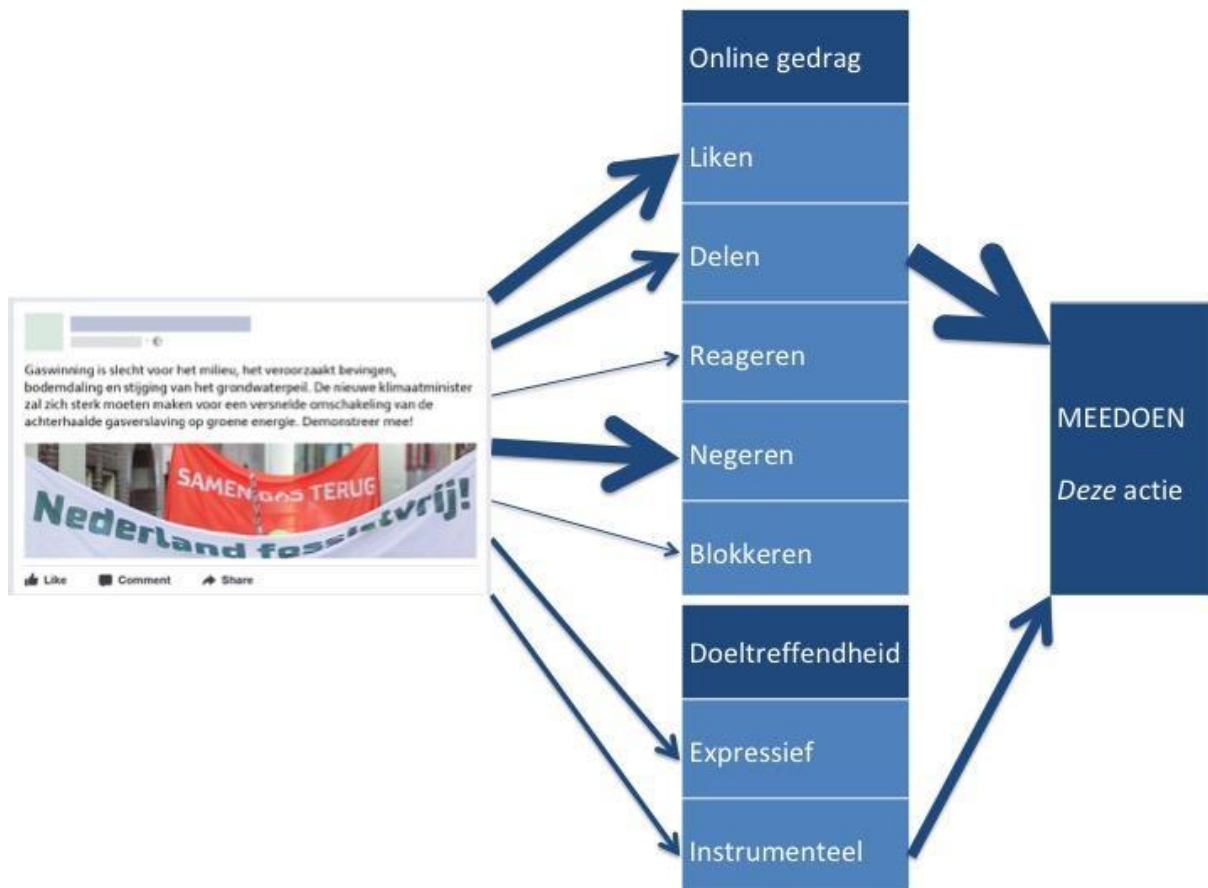 Online gedrag
Liken
Delen
Reageren
Negeren
Blokkeren
Doeltreffendheid
Expressief
Instrumenteel
Gaswinning is slecht voor het milieu, het veroorzaakt bevingen,
bodemdaling en stijging van het grondwaterpeil. De nieuwe klimaatminister
zal zich sterk moeten maken voor een versnelde omschakeling van de
achterhaalde gasverslaving op groene energie. Demonstreer mee!
SAMEN GAS TERUG
Nederland fossielvrij!
Like Comment Share
MEEDOEN
Deze actie